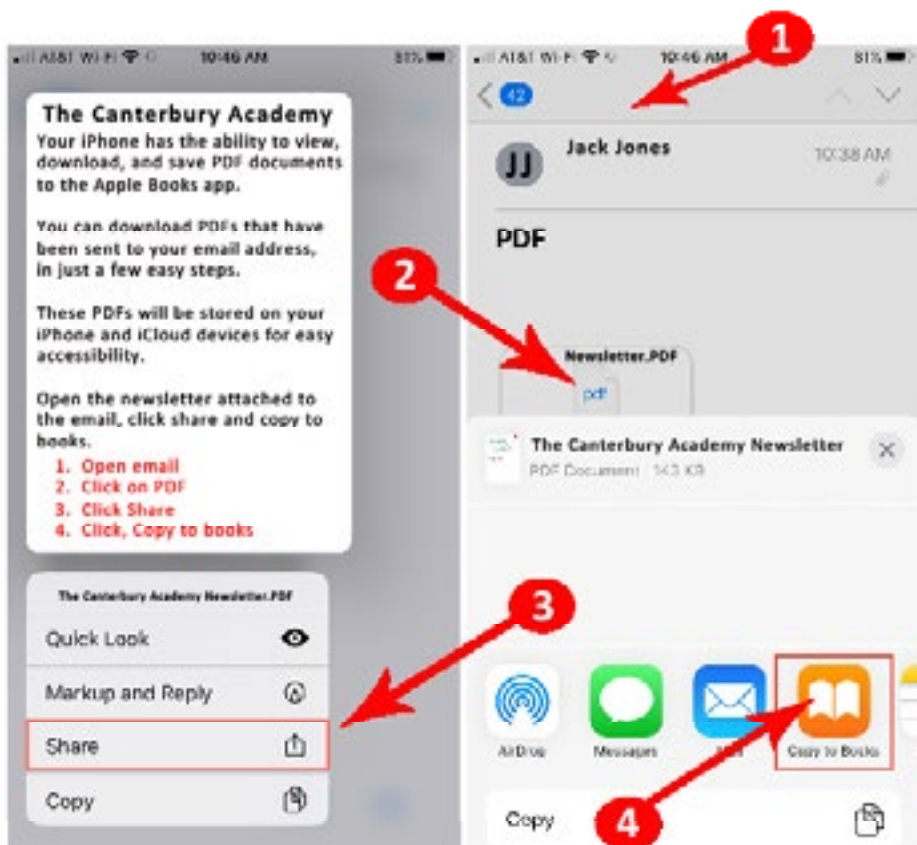 AT&T Wi-Fi 10:46 AM 81%
The Canterbury Academy
Your iPhone has the ability to view,
download, and save PDF documents
to the Apple Books app.
You can download PDFs that have
been sent to your email address,
in just a few easy steps.
These PDFs will be stored on your
iPhone and iCloud devices for easy
accessibility.
Open the newsletter attached to
the email, click share and copy to
books.
1. Open email
2. Click on PDF
3. Click Share
4. Click, Copy to books
The Canterbury Academy Newsletter.PDF
Quick Look
Markup and Reply
Share
Copy
1
AT&T Wi-Fi 10:46 AM 81%
42
JJ
Jack Jones
10:38 AM
PDF
2
Newsletter.PDF
pdf
The Canterbury Academy Newsletter
PDF Document 143 KB
3
AirDrop
Messages
Mail
Copy to Books
Copy
4